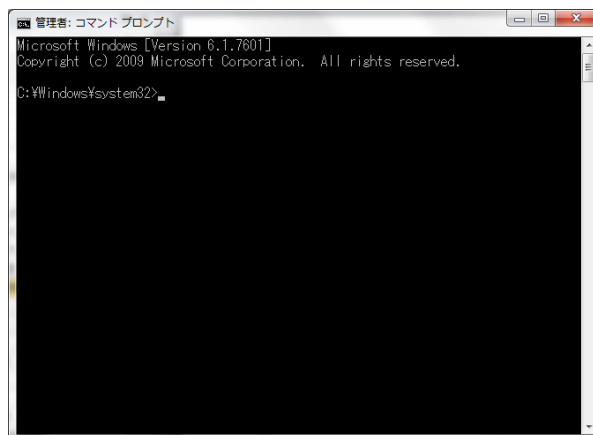 管理者: コマンド プロンプト
Microsoft Windows [Version 6.1.7601]
Copyright (c) 2009 Microsoft Corporation.  All rights reserved.
C:¥Windows¥system32>